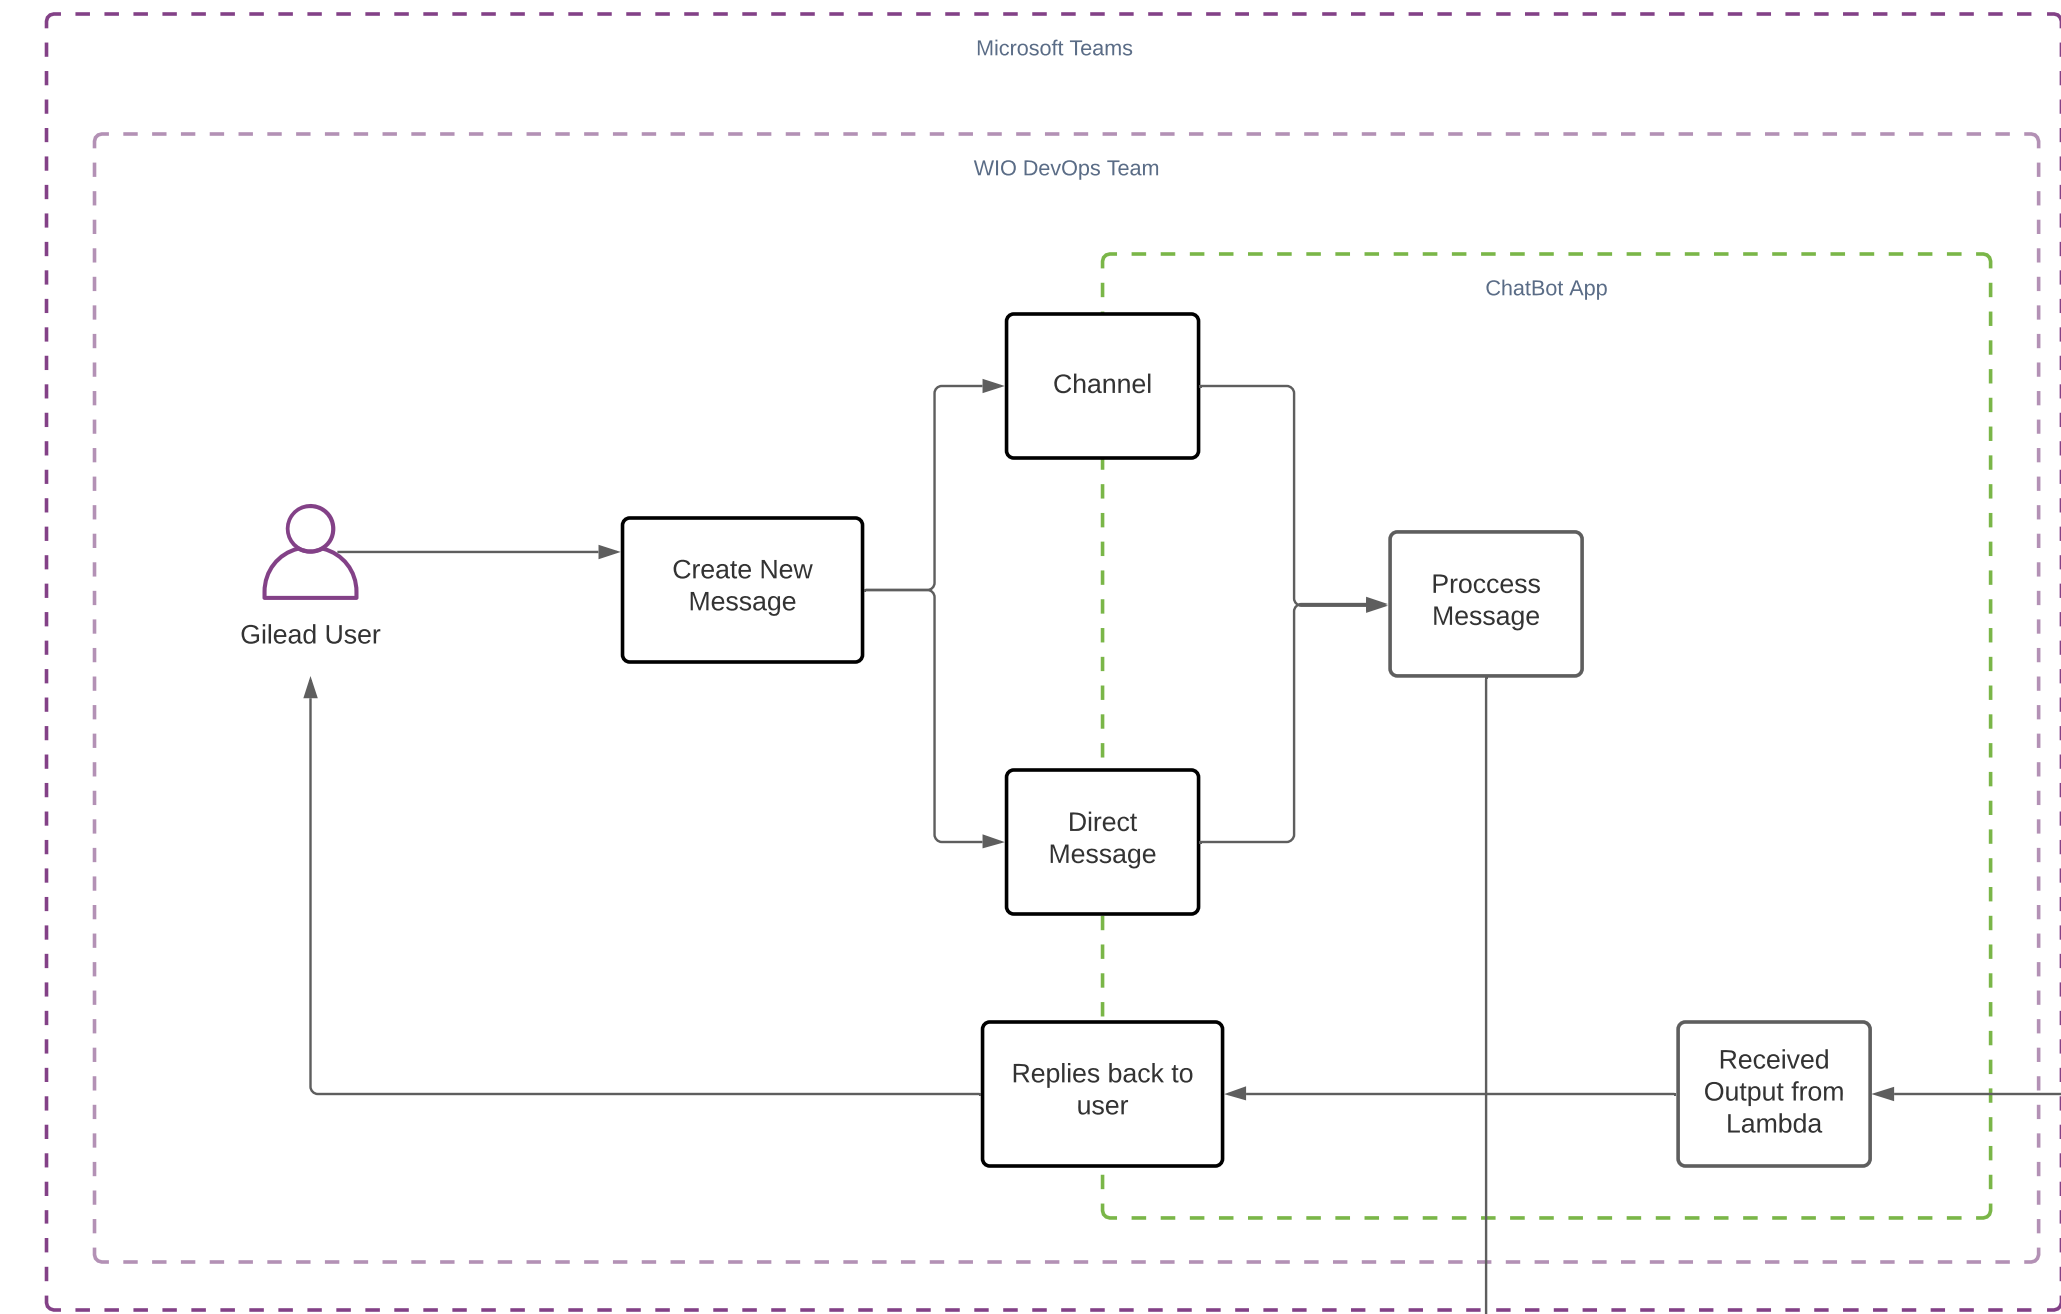 Microsoft Teams
WIO DevOps Team
ChatBot App
Channel
Gilead User
Create New
Message
Proccess
Message
Direct
Message
Replies back to
user
Received
Output from
Lambda